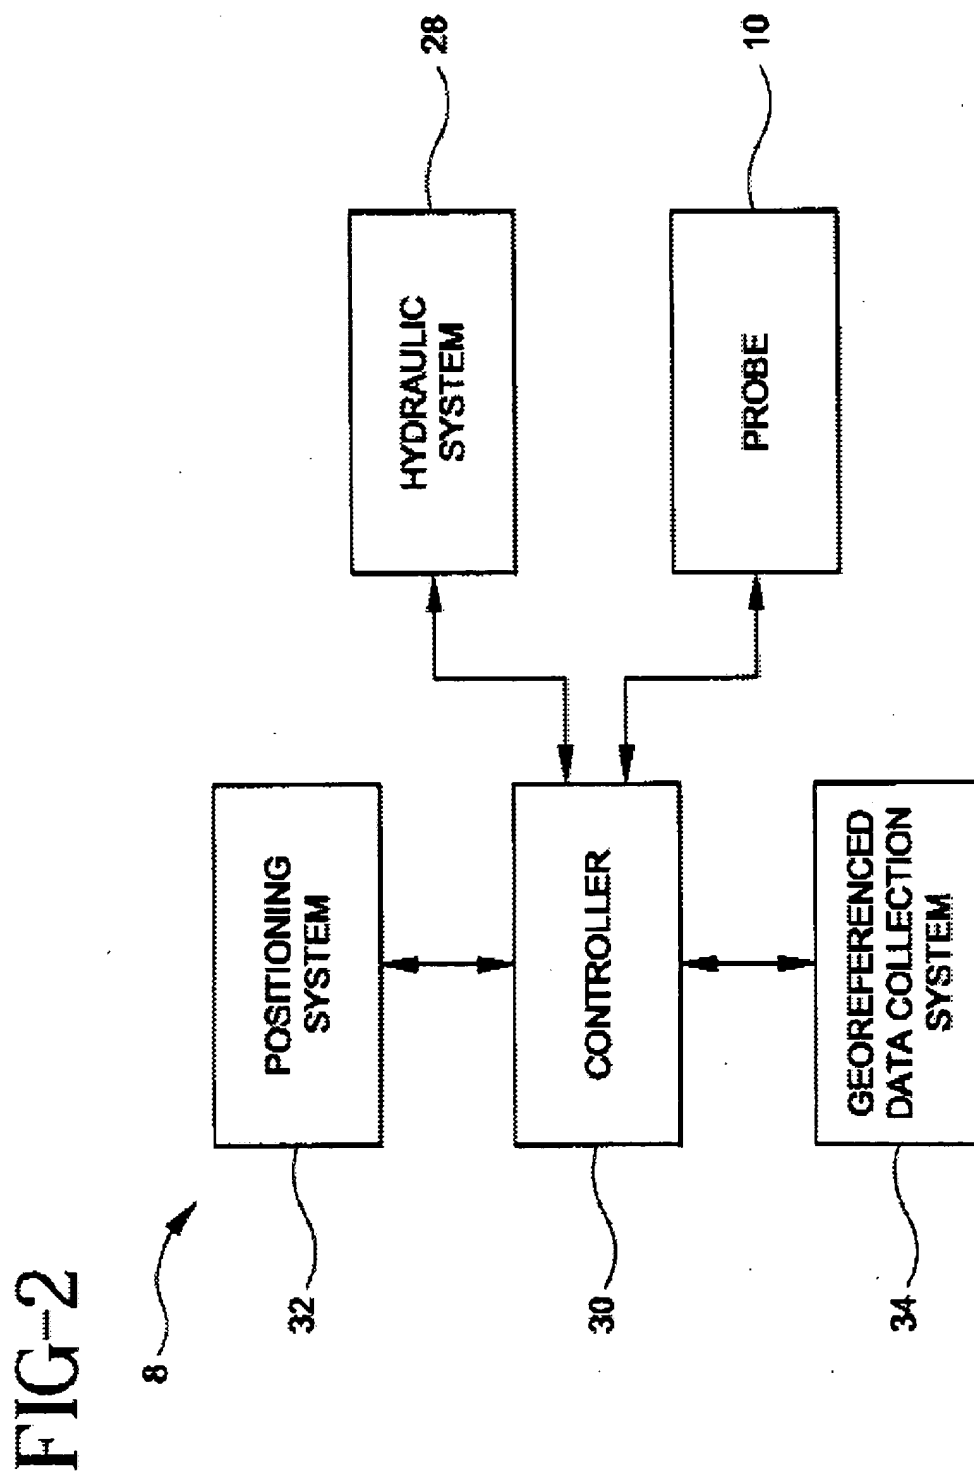 FIG-2
8
32
POSITIONING
SYSTEM
30
CONTROLLER
34
GEOREFERENCED
DATA COLLECTION
SYSTEM
HYDRAULIC
SYSTEM
28
PROBE
10